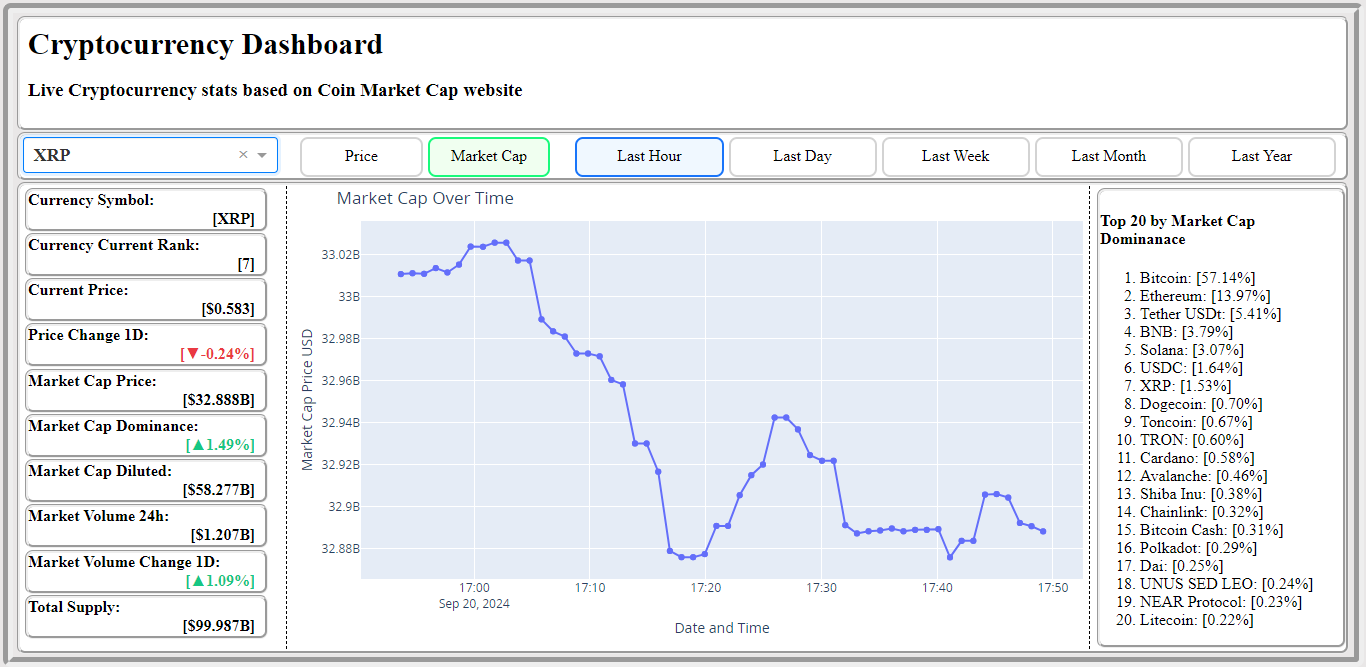 Cryptocurrency Dashboard
Live Cryptocurrency stats based on Coin Market Cap website
XRP × Price Market Cap Last Hour Last Day Last Week Last Month Last Year
Currency Symbol:
[XRP]
Currency Current Rank:
[7]
Current Price:
[$0.583]
Price Change 1D:
[▼-0.24%]
Market Cap Price:
[$32.888B]
Market Cap Dominance:
[▲1.49%]
Market Cap Diluted:
[$58.277B]
Market Volume 24h:
[$1.207B]
Market Volume Change 1D:
[▲1.09%]
Total Supply:
[$99.987B]
Market Cap Over Time
Market Cap Price USD
33.02B
33B
32.98B
32.96B
32.94B
32.92B
32.9B
32.88B
17:00 17:10 17:20 17:30 17:40 17:50
Sep 20, 2024
Date and Time
Top 20 by Market Cap
Dominanace
1. Bitcoin: [57.14%]
2. Ethereum: [13.97%]
3. Tether USDt: [5.41%]
4. BNB: [3.79%]
5. Solana: [3.07%]
6. USDC: [1.64%]
7. XRP: [1.53%]
8. Dogecoin: [0.70%]
9. Toncoin: [0.67%]
10. TRON: [0.60%]
11. Cardano: [0.58%]
12. Avalanche: [0.46%]
13. Shiba Inu: [0.38%]
14. Chainlink: [0.32%]
15. Bitcoin Cash: [0.31%]
16. Polkadot: [0.29%]
17. Dai: [0.25%]
18. UNUS SED LEO: [0.24%]
19. NEAR Protocol: [0.23%]
20. Litecoin: [0.22%]